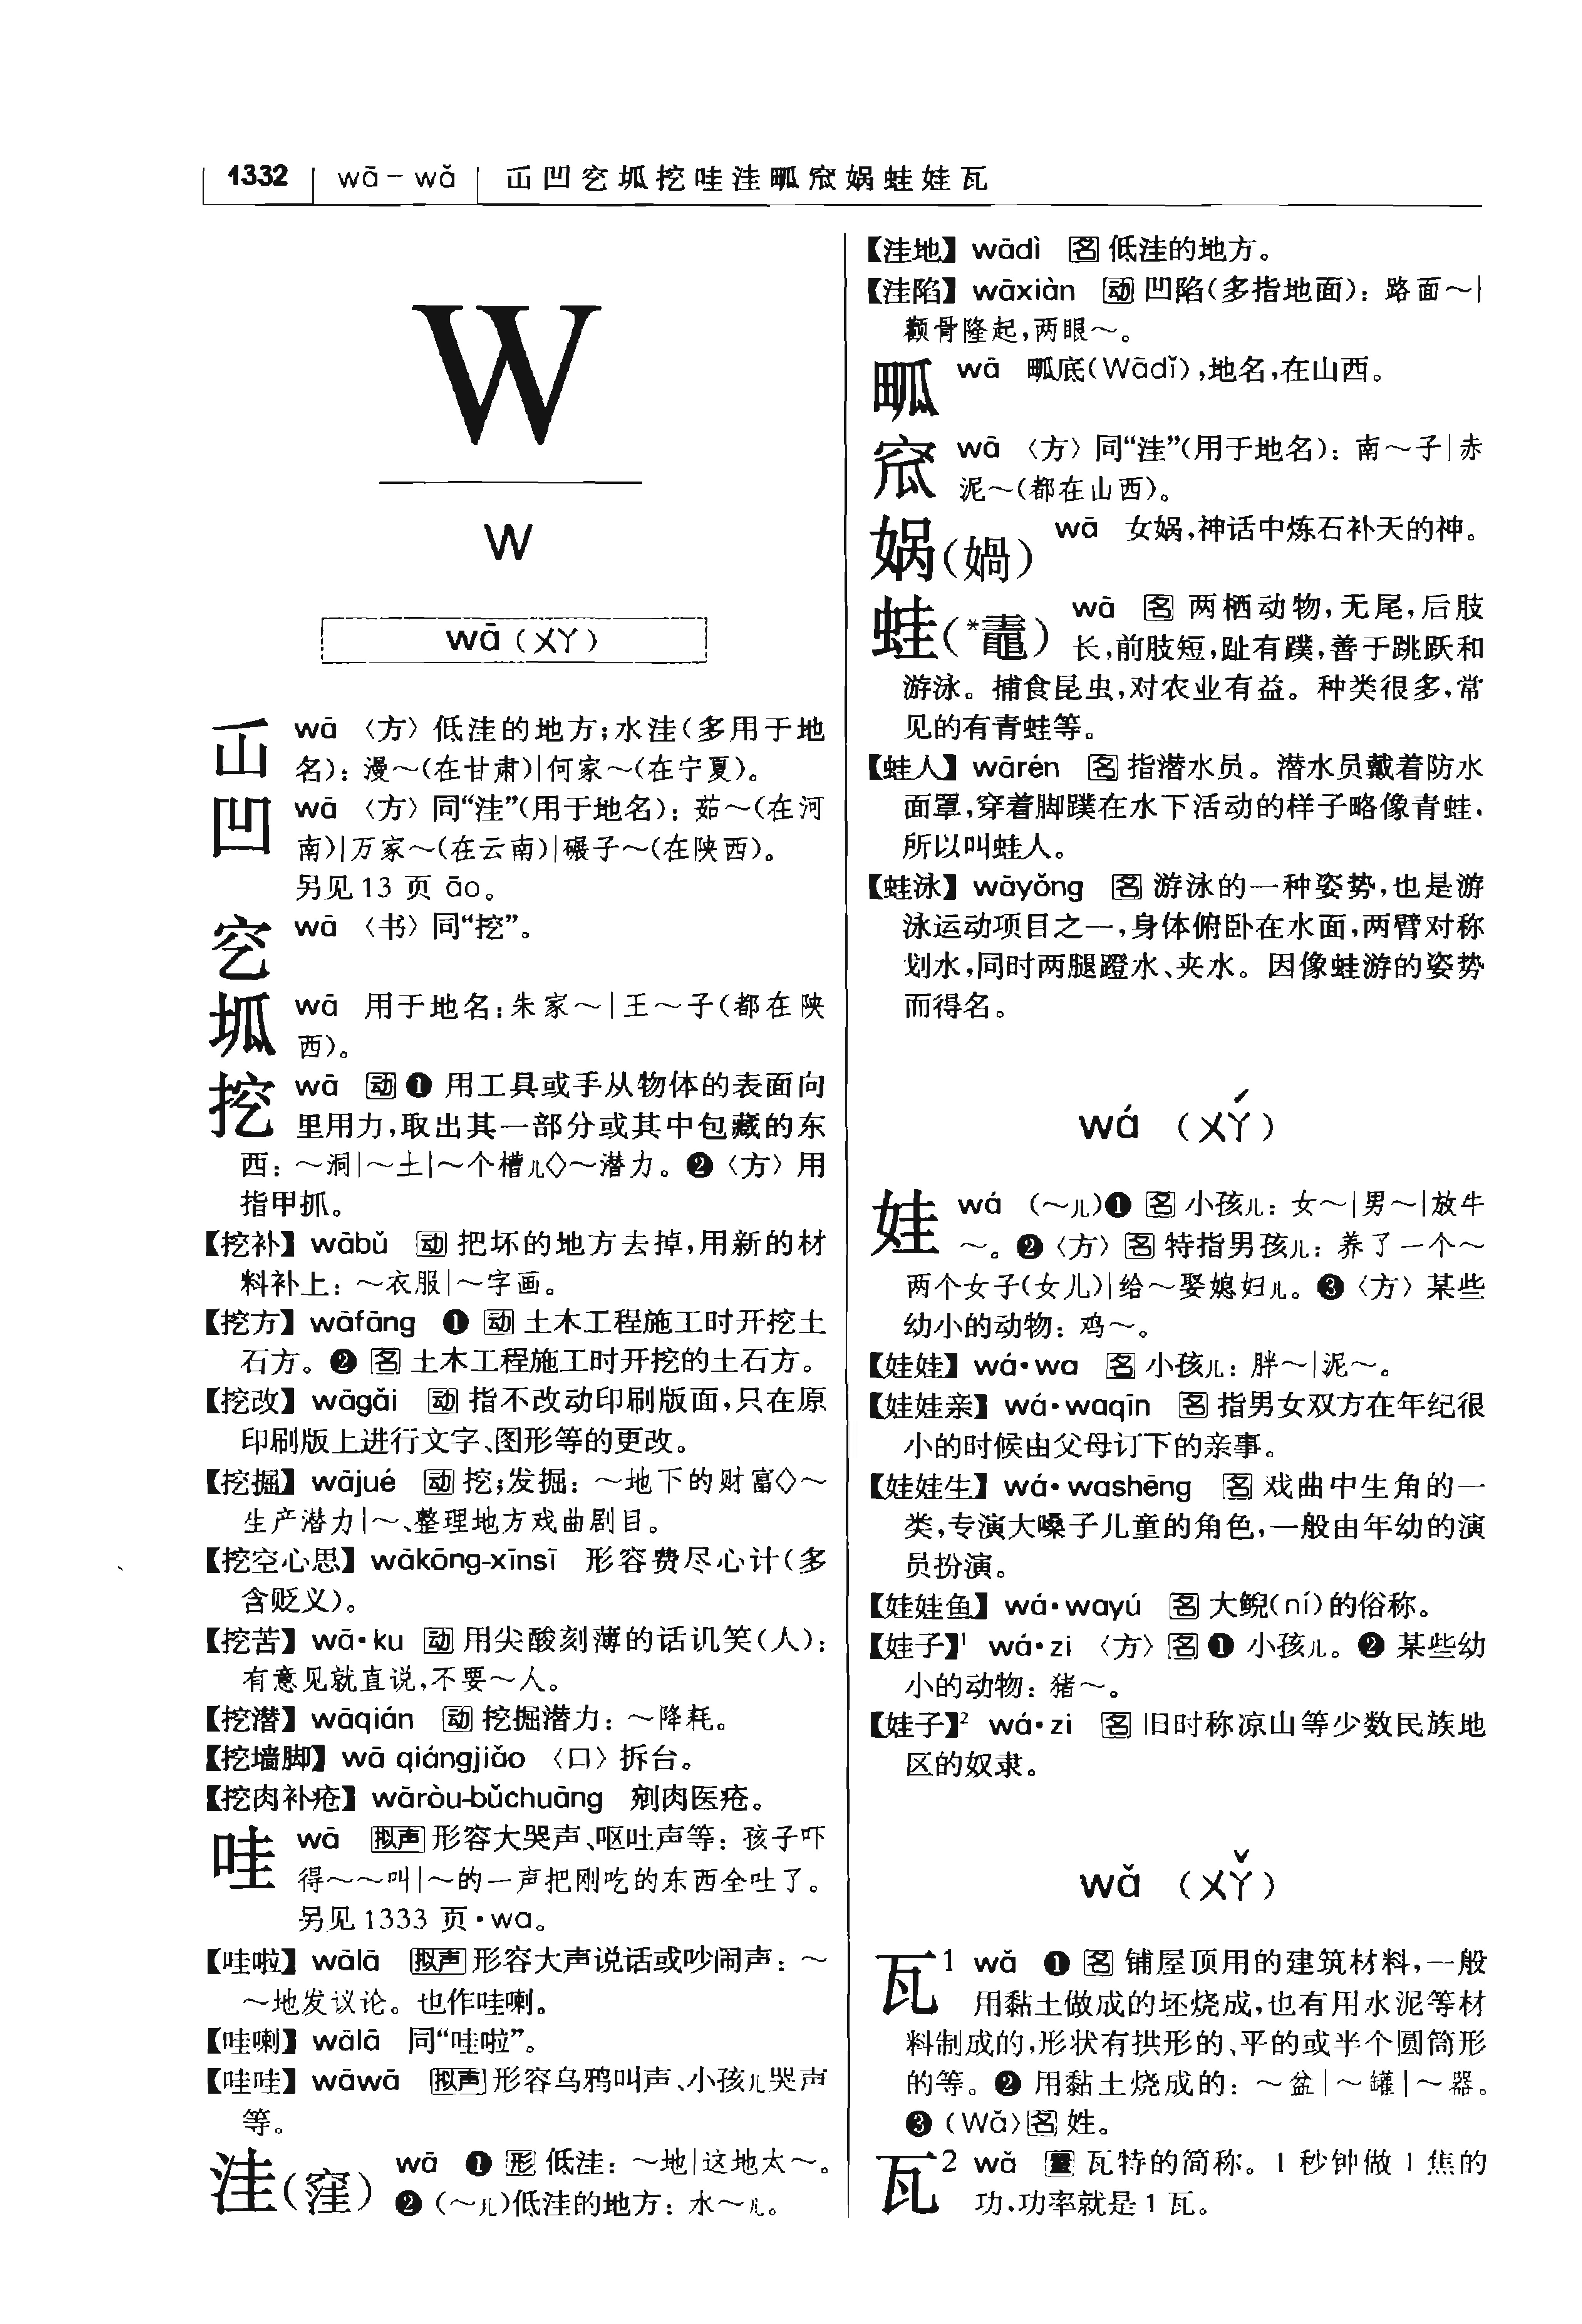 1332 wā－wǎ 屲凹穵坬挖哇洼畖窊娲蛙娃瓦
W
w
wā（ㄨㄚ）
屲 wā 〈方〉低洼的地方；水洼（多用于地
名）：漫～（在甘肃）|何家～（在宁夏）。
凹 wā 〈方〉同“洼”（用于地名）：茹～（在河
南）|万家～（在云南）|碾子～（在陕西）。
另见 13 页 āo。
穵 wā 〈书〉同“挖”。
坬 wā 用于地名：朱家～|王～子（都在陕
西）。
挖 wā 动❶ 用工具或手从物体的表面向
里用力，取出其一部分或其中包藏的东
西：～洞|～土|～个槽儿◇～潜力。❷〈方〉用
指甲抓。
【挖补】wābǔ 动 把坏的地方去掉，用新的材
料补上：～衣服|～字画。
【挖方】wāfāng ❶ 动 土木工程施工时开挖土
石方。❷ 名 土木工程施工时开挖的土石方。
【挖改】wāgǎi 动 指不改动印刷版面，只在原
印刷版上进行文字、图形等的更改。
【挖掘】wājué 动 挖；发掘：～地下的财富◇～
生产潜力|～、整理地方戏曲剧目。
【挖空心思】wākōng-xīnsī 形容费尽心计（多
含贬义）。
【挖苦】wā·ku 动 用尖酸刻薄的话讥笑（人）：
有意见就直说，不要～人。
【挖潜】wāqián 动 挖掘潜力：～降耗。
【挖墙脚】wā qiángjiǎo 〈口〉拆台。
【挖肉补疮】wāròu-bǔchuāng 剜肉医疮。
哇 wā 拟声 形容大哭声、呕吐声等：孩子吓
得～～叫|～的一声把刚吃的东西全吐了。
另见 1333 页·wa。
【哇啦】wālā 拟声 形容大声说话或吵闹声：～
～地发议论。也作哇喇。
【哇喇】wālā 同“哇啦”。
【哇哇】wāwā 拟声 形容乌鸦叫声、小孩儿哭声
等。
洼（窪） wā ❶ 形 低洼：～地|这地太～。
❷（～儿）低洼的地方：水～儿。
【洼地】wādì 名 低洼的地方。
【洼陷】wāxiàn 动 凹陷（多指地面）：路面～|
颧骨隆起，两眼～。
畖 wā 畖底（Wādǐ），地名，在山西。
窊 wā 〈方〉同“洼”（用于地名）：南～子|赤
泥～（都在山西）。
娲（媧） wā 女娲，神话中炼石补天的神。
蛙（*鼃） wā 名 两栖动物，无尾，后肢
长，前肢短，趾有蹼，善于跳跃和
游泳。捕食昆虫，对农业有益。种类很多，常
见的有青蛙等。
【蛙人】wārén 名 指潜水员。潜水员戴着防水
面罩，穿着脚蹼在水下活动的样子略像青蛙，
所以叫蛙人。
【蛙泳】wāyǒng 名 游泳的一种姿势，也是游
泳运动项目之一，身体俯卧在水面，两臂对称
划水，同时两腿蹬水、夹水。因像蛙游的姿势
而得名。
wá （ㄨㄚˊ）
娃 wá （～儿）❶ 名 小孩儿：女～|男～|放牛
～。❷〈方〉名 特指男孩儿：养了一个～
两个女子（女儿）|给～娶媳妇儿。❸〈方〉某些
幼小的动物：鸡～。
【娃娃】wá·wa 名 小孩儿：胖～|泥～。
【娃娃亲】wá·waqīn 名 指男女双方在年纪很
小的时候由父母订下的亲事。
【娃娃生】wá·washēng 名 戏曲中生角的一
类，专演大嗓子儿童的角色，一般由年幼的演
员扮演。
【娃娃鱼】wá·wayú 名 大鲵（ní）的俗称。
【娃子】¹ wá·zi 〈方〉名❶ 小孩儿。❷ 某些幼
小的动物：猪～。
【娃子】² wá·zi 名 旧时称凉山等少数民族地
区的奴隶。
wǎ （ㄨㄚˇ）
瓦¹ wǎ ❶ 名 铺屋顶用的建筑材料，一般
用黏土做成的坯烧成，也有用水泥等材
料制成的，形状有拱形的、平的或半个圆筒形
的等。❷ 用黏土烧成的：～盆|～罐|～器。
❸（Wǎ）名 姓。
瓦² wǎ 量 瓦特的简称。1 秒钟做 1 焦的
功，功率就是 1 瓦。